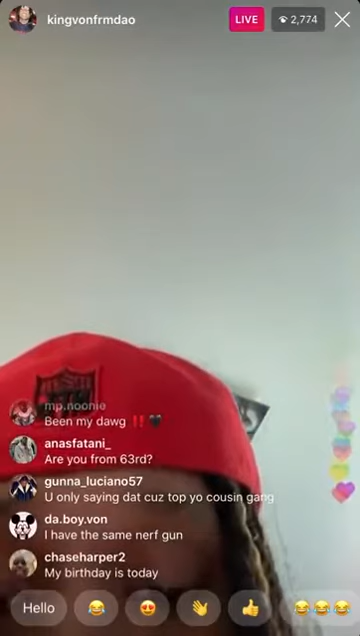 kingvonfrmdao
LIVE
2,774
mp.noonie
Been my dawg ‼️🖤
anasfatani_
Are you from 63rd?
gunna_luciano57
U only saying dat cuz top yo cousin gang
da.boy.von
I have the same nerf gun
chaseharper2
My birthday is today
Hello 😂 😍 👋 👍 😂😂😂